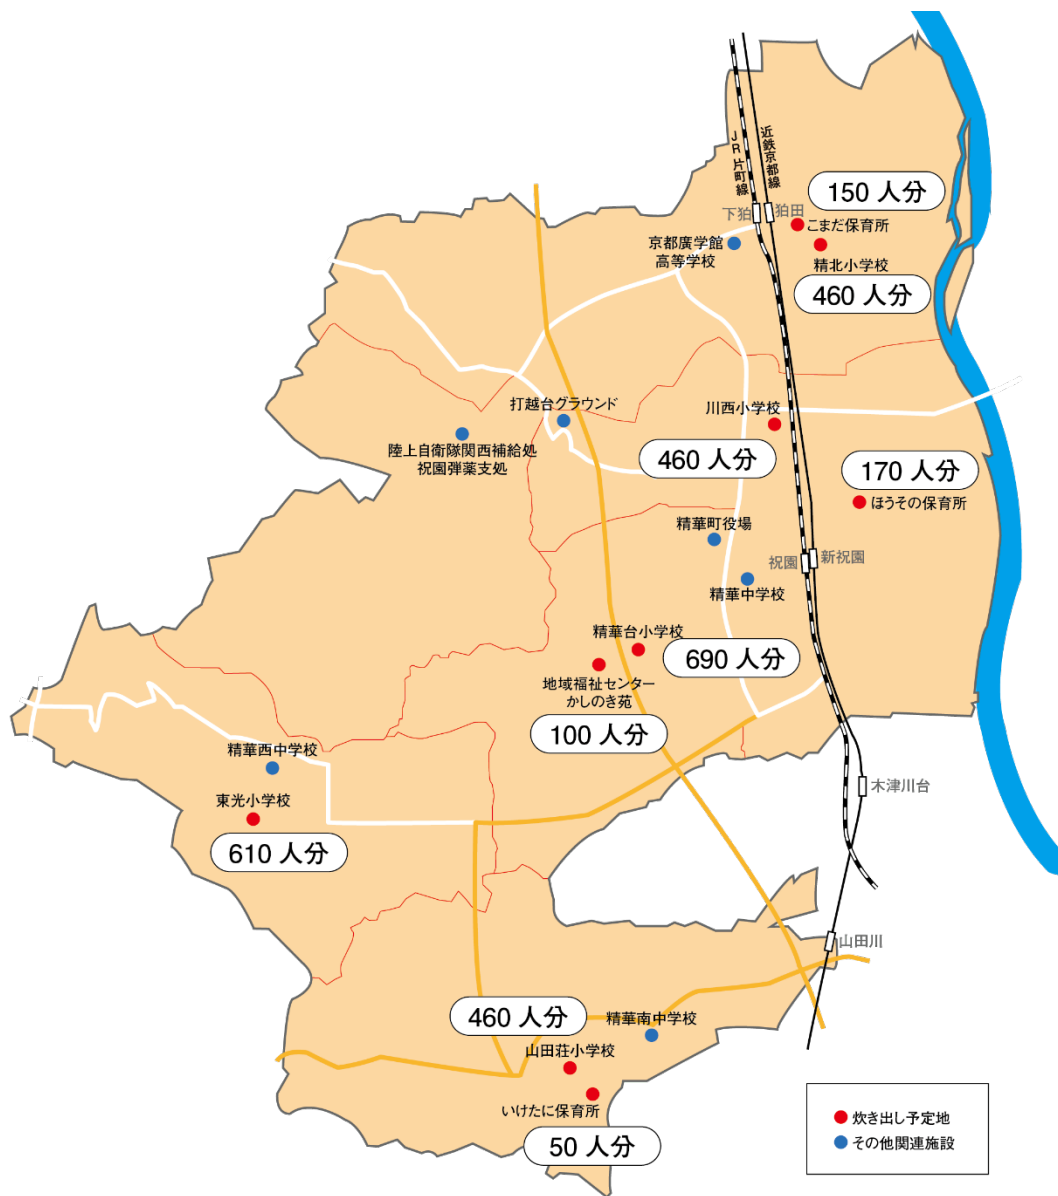 近鉄京都線
JR片町線
150 人分
下狛
狛田
こまだ保育所
京都廣学館
高等学校
精北小学校
460 人分
打越台グラウンド
川西小学校
陸上自衛隊関西補給処
祝園弾薬支処
460 人分
170 人分
ほうその保育所
精華町役場
祝園
新祝園
精華中学校
精華台小学校
690 人分
地域福祉センター
かしのき苑
100 人分
精華西中学校
木津川台
東光小学校
610 人分
山田川
460 人分
精華南中学校
山田荘小学校
いけたに保育所
50 人分
炊き出し予定地
その他関連施設